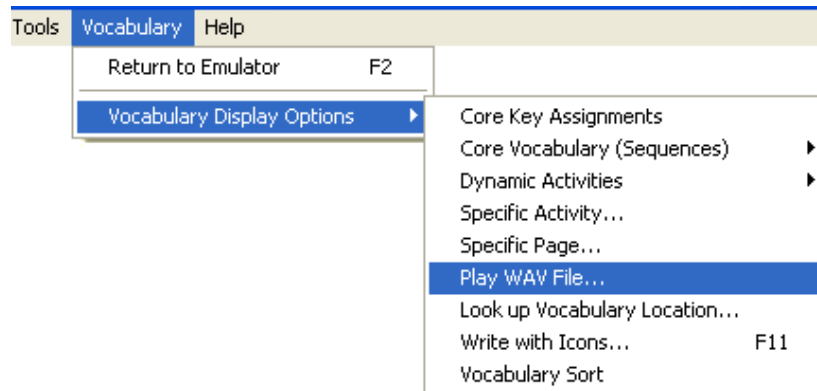 Tools Vocabulary Help
Return to Emulator F2
Vocabulary Display Options
Core Key Assignments
Core Vocabulary (Sequences)
Dynamic Activities
Specific Activity...
Specific Page...
Play WAV File...
Look up Vocabulary Location...
Write with Icons... F11
Vocabulary Sort